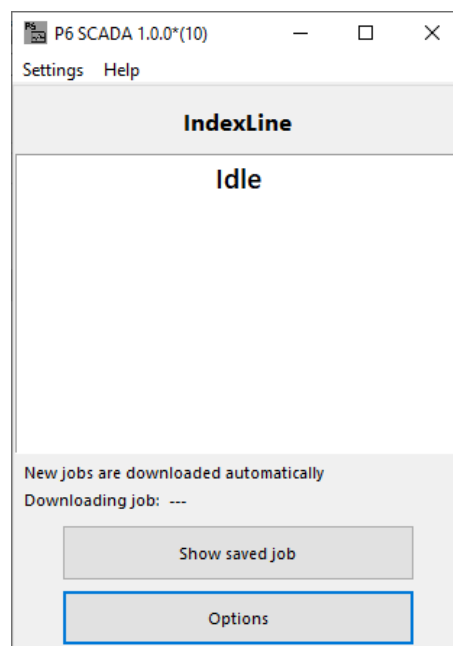 P6 SCADA 1.0.0*(10)
Settings Help
IndexLine
Idle
New jobs are downloaded automatically
Downloading job: ---
Show saved job
Options